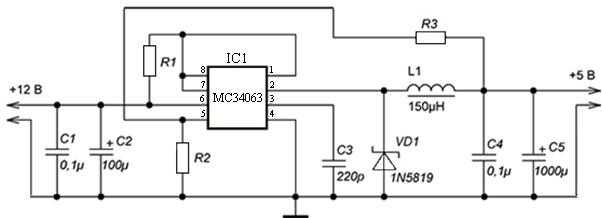 R3
IC1
R1
8
1
L1
7
MC34063
2
+12 В
6
3
150µH
+5 В
5
4
C1
0,1µ
+ C2
100µ
R2
C3
220p
VD1
1N5819
C4
0,1µ
+ C5
1000µ